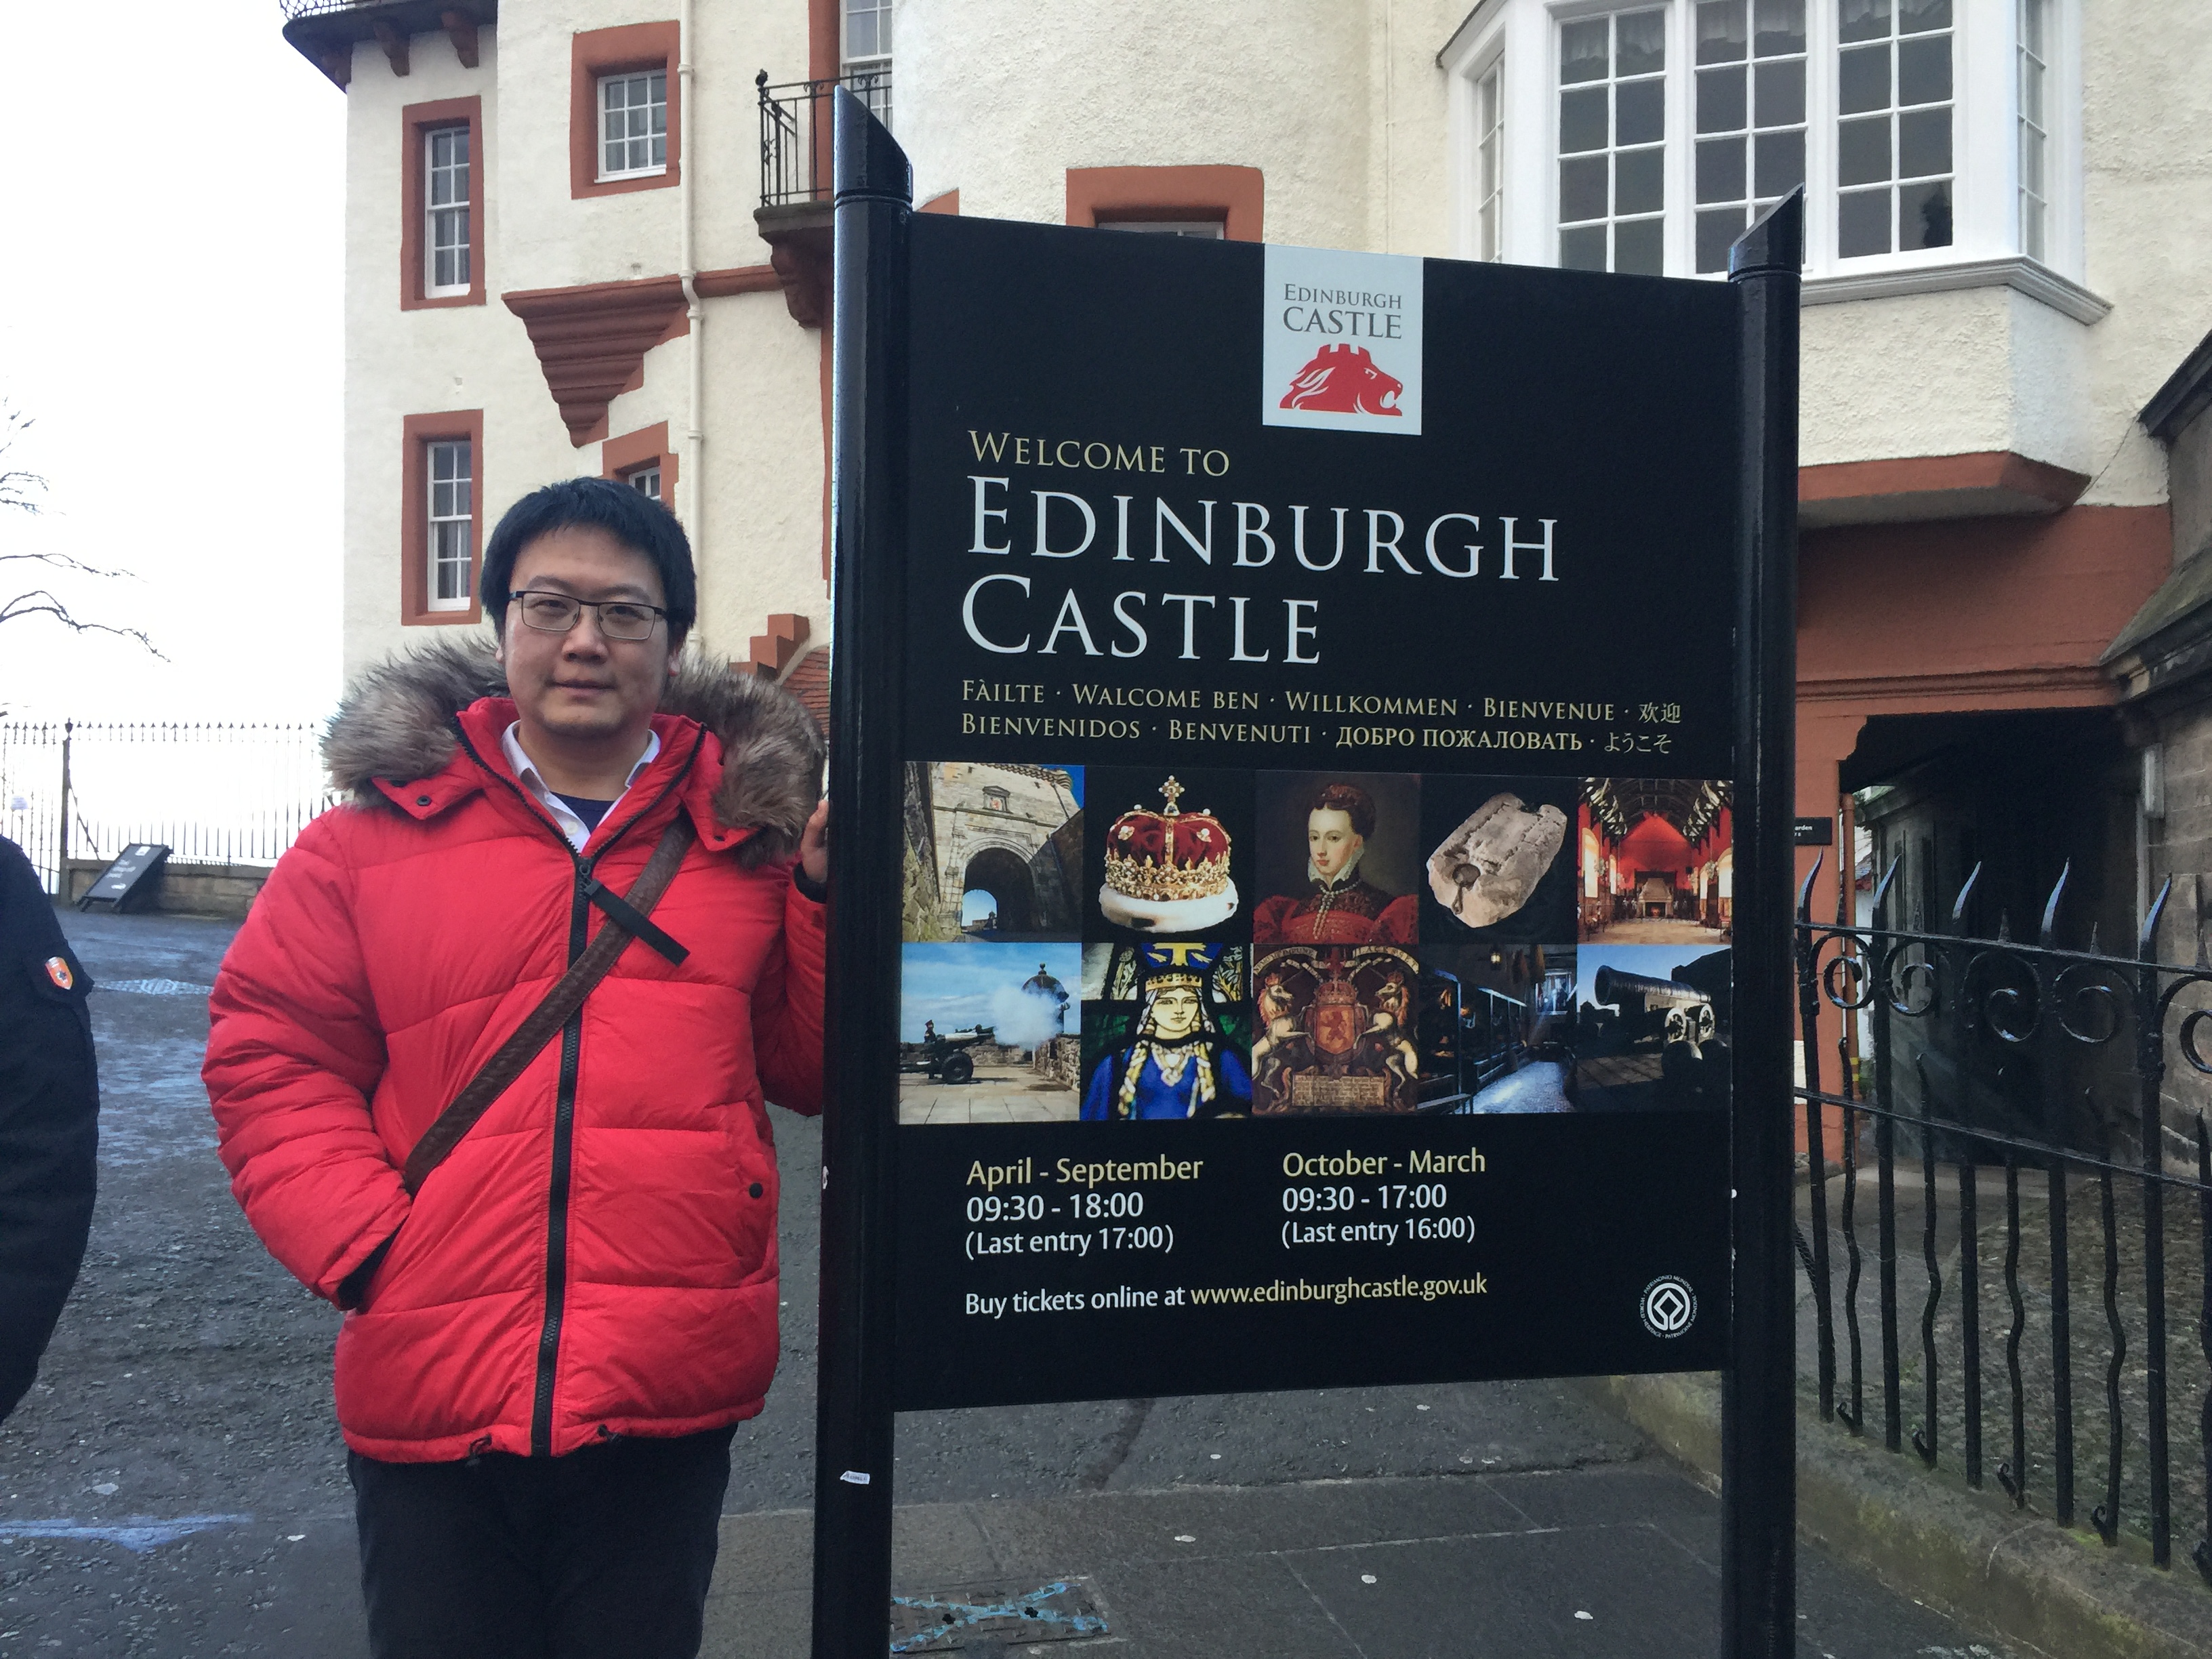 EDINBURGH
CASTLE
WELCOME TO
EDINBURGH
CASTLE
FÀILTE · WALCOME BEN · WILLKOMMEN · BIENVENUE · 欢迎
BIENVENIDOS · BENVENUTI · ДОБРО ПОЖАЛОВАТЬ · ようこそ
April - September
09:30 - 18:00
(Last entry 17:00)
October - March
09:30 - 17:00
(Last entry 16:00)
Buy tickets online at www.edinburghcastle.gov.uk